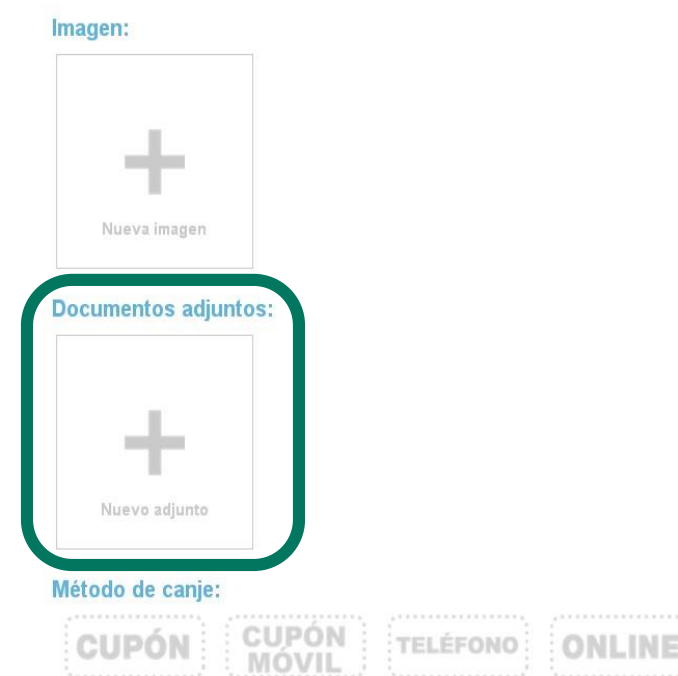 Imagen:
Nueva imagen
Documentos adjuntos:
Nuevo adjunto
Método de canje:
CUPÓN
CUPÓN
MÓVIL
TELÉFONO
ONLINE